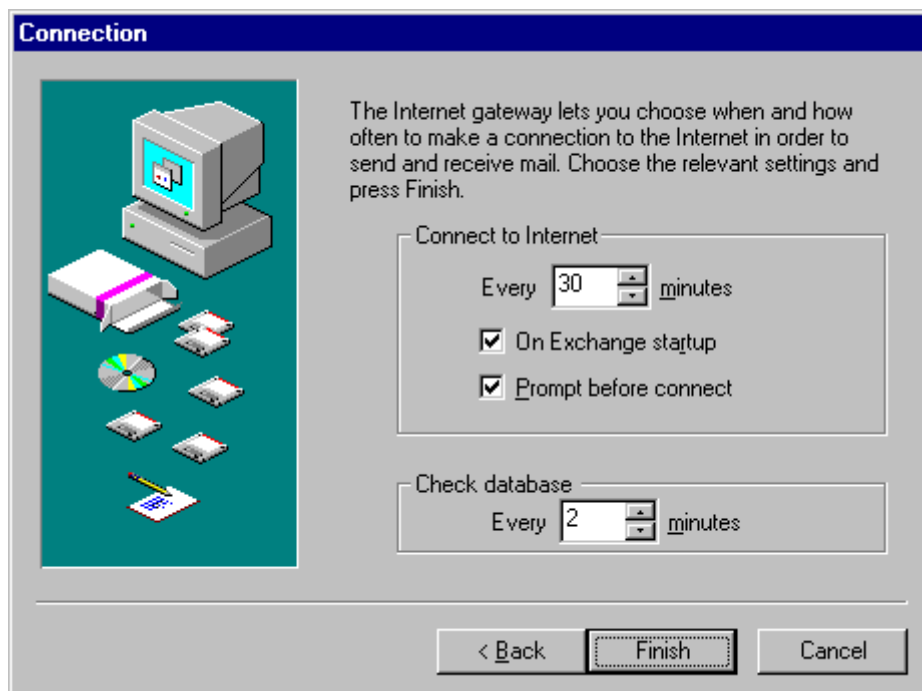 Connection
The Internet gateway lets you choose when and how
often to make a connection to the Internet in order to
send and receive mail. Choose the relevant settings and
press Finish.
Connect to Internet
Every 30 minutes
On Exchange startup
Prompt before connect
Check database
Every 2 minutes
< Back Finish Cancel